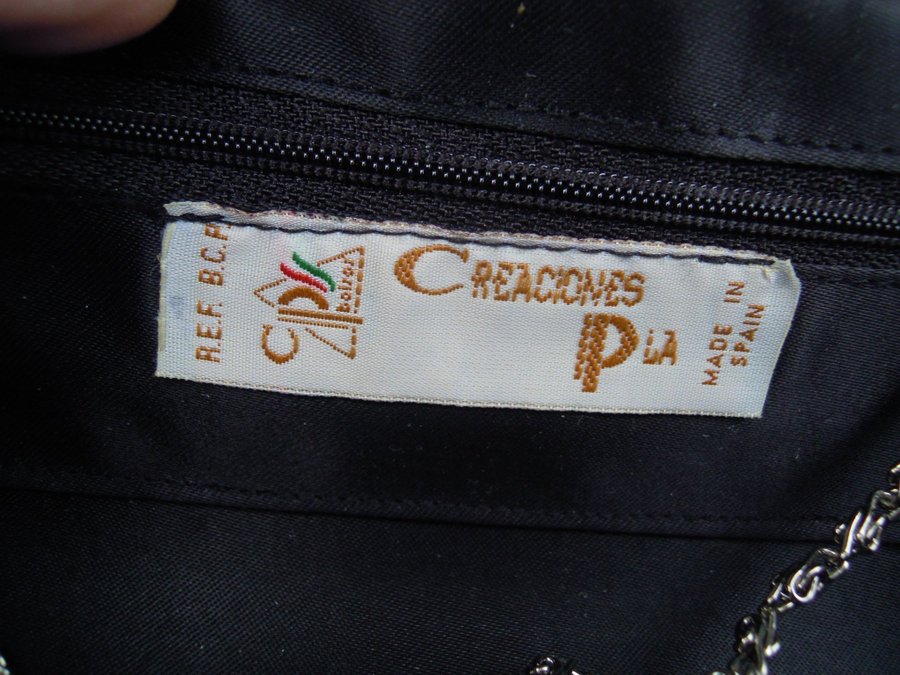 R.E.F. B.C.P.
CP
bolsos
CREACIONES
PLA
MADE IN
SPAIN